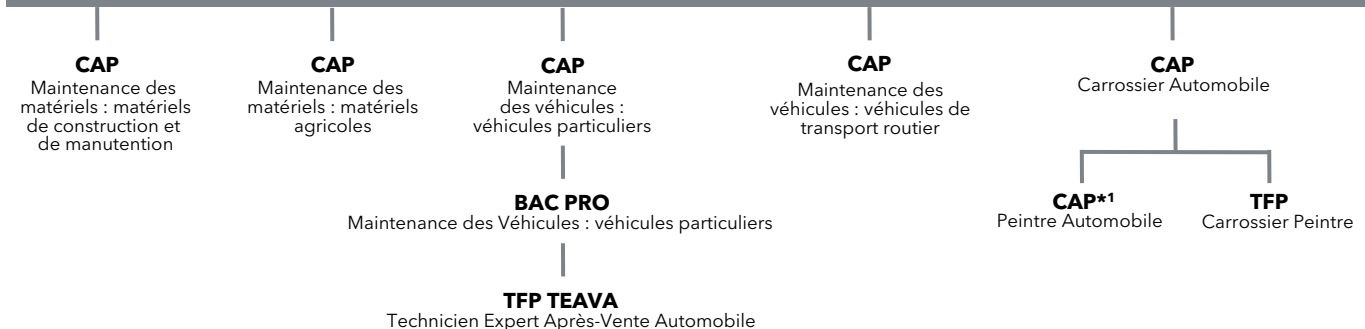 CAP
Maintenance des
matériels : matériels
de construction et
de manutention
CAP
Maintenance des
matériels : matériels
agricoles
CAP
Maintenance
des véhicules :
véhicules particuliers
CAP
Maintenance des
véhicules : véhicules de
transport routier
CAP
Carrossier Automobile
BAC PRO
Maintenance des Véhicules : véhicules particuliers
CAP*¹
Peintre Automobile
TFP
Carrossier Peintre
TFP TEAVA
Technicien Expert Après-Vente Automobile